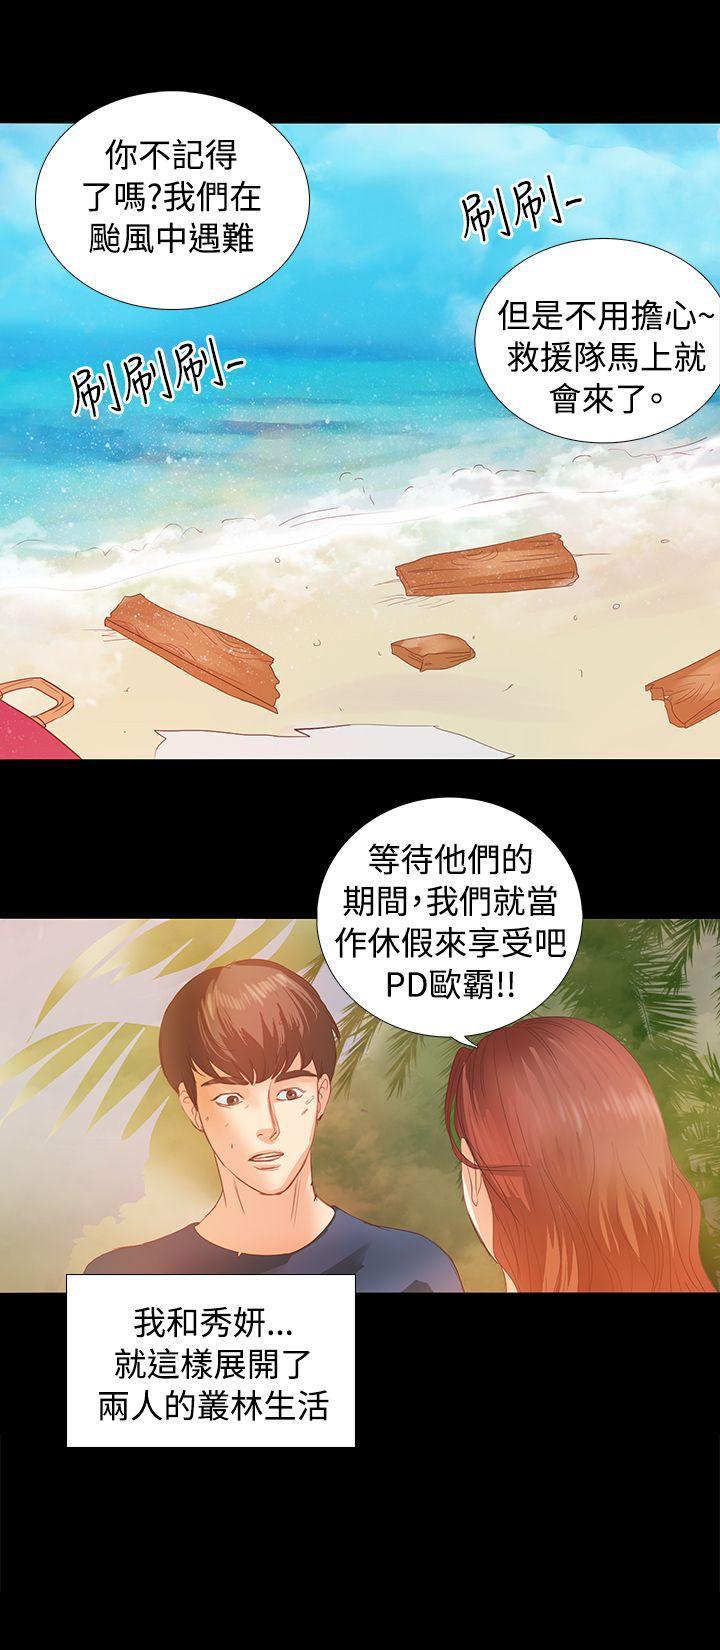 你不記得
了嗎?我們在
颱風中遇難
刷刷-
但是不用擔心~
救援隊馬上就
會來了。
刷刷刷-
等待他們的
期間，我們就當
作休假來享受吧
PD歐霸!!
我和秀妍...
就這樣展開了
兩人的叢林生活